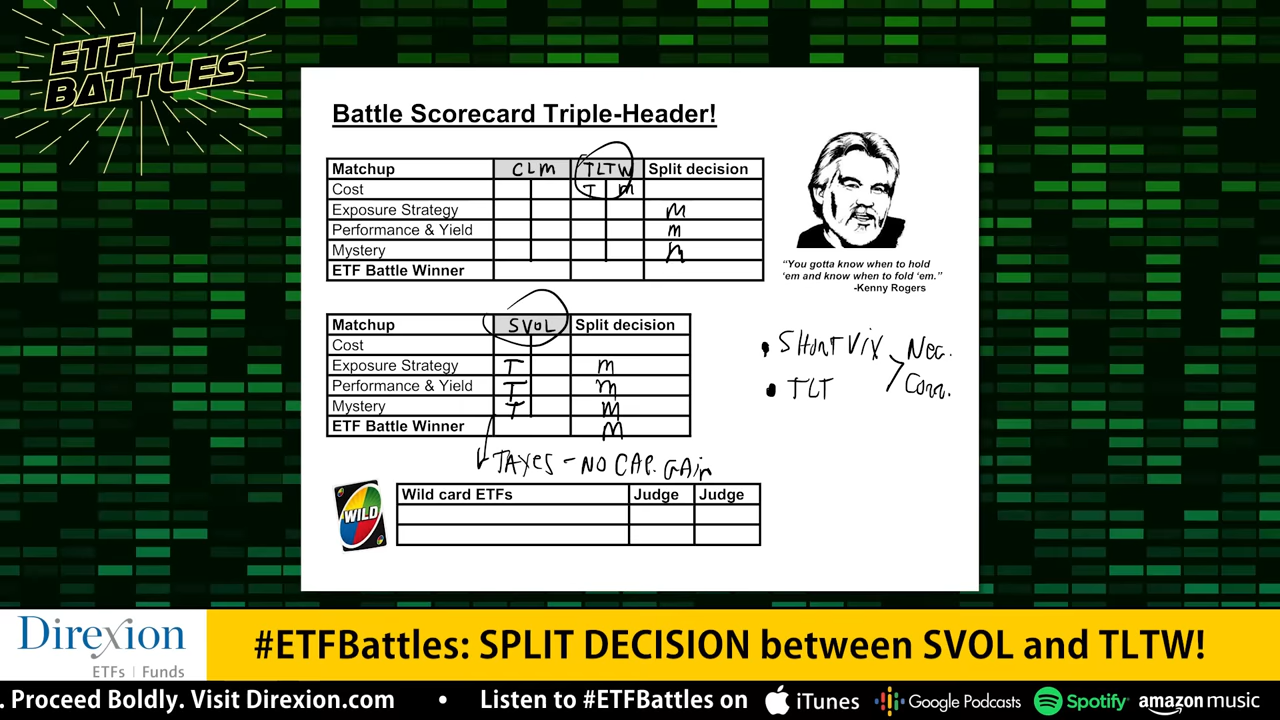 ETF
BATTLES
Battle Scorecard Triple-Header!
Matchup CLM TLTW Split decision
Cost T M
Exposure Strategy M
Performance & Yield M
Mystery M
ETF Battle Winner
"You gotta know when to hold
'em and know when to fold 'em."
-Kenny Rogers
Matchup SVOL Split decision
Cost
Exposure Strategy T M
Performance & Yield T M
Mystery T M
ETF Battle Winner M
TAXES - NO CAP. GAIN
• SHORT VIX Neg.
• TLT Corr.
WILD
Wild card ETFs Judge Judge
Direxion
ETFs | Funds
#ETFBattles: SPLIT DECISION between SVOL and TLTW!
. Proceed Boldly. Visit Direxion.com • Listen to #ETFBattles on iTunes Google Podcasts Spotify amazon music